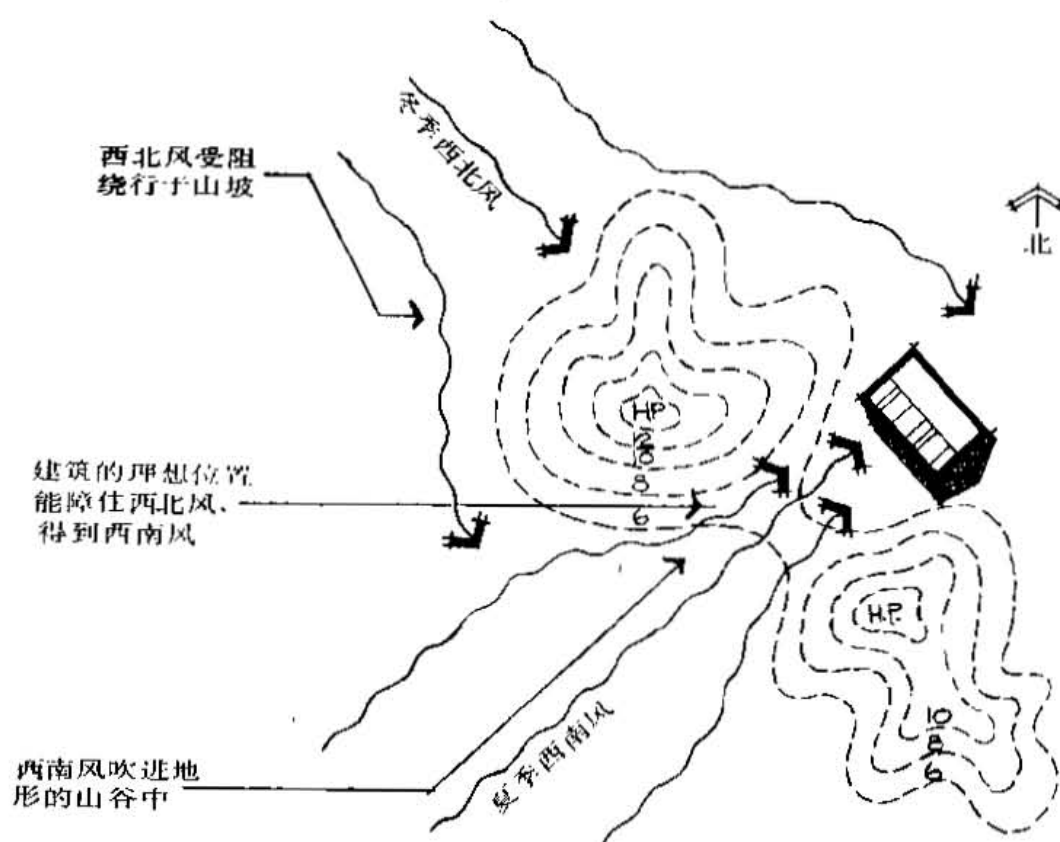 冬季西北风
西北风受阻
绕行于山坡
北
H.P.
12
10
8
6
建筑的理想位置
能障住西北风、
得到西南风
H.P.
10
8
6
夏季西南风
西南风吹进地
形的山谷中